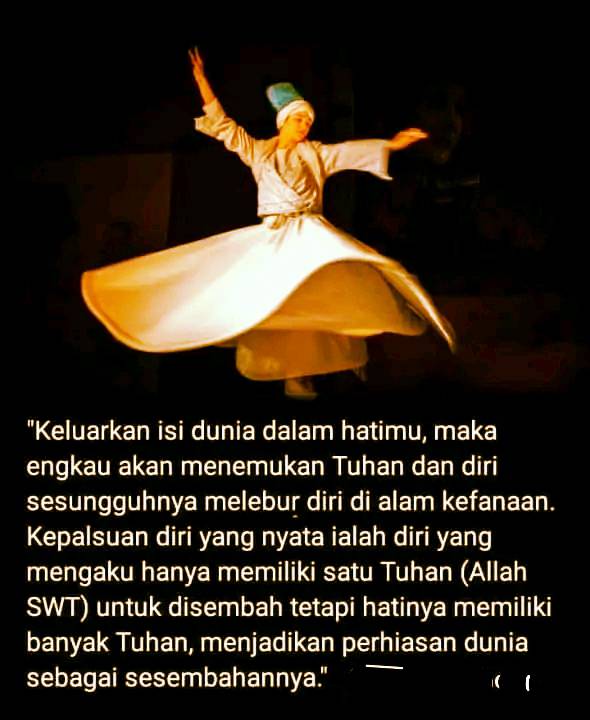 "Keluarkan isi dunia dalam hatimu, maka
engkau akan menemukan Tuhan dan diri
sesungguhnya melebur diri di alam kefanaan.
Kepalsuan diri yang nyata ialah diri yang
mengaku hanya memiliki satu Tuhan (Allah
SWT) untuk disembah tetapi hatinya memiliki
banyak Tuhan, menjadikan perhiasan dunia
sebagai sesembahannya."